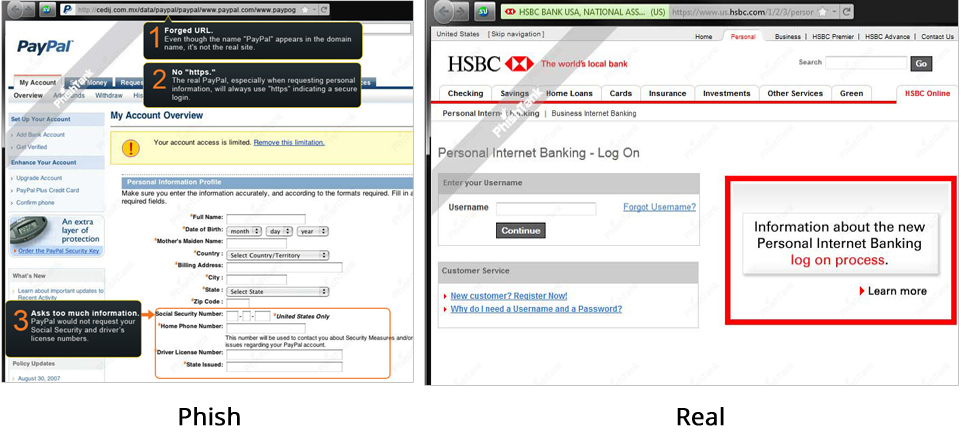 http://cedij.com.mx/data/paypal/paypal/www.paypal.com/www.paypog
1 Forged URL.
Even though the name "PayPal" appears in the domain
name, it's not the real site.
PayPal
2 No "https."
The real PayPal, especially when requesting personal
information, will always use "https" indicating a secure
login.
My Account
Money
Reque
Overview
Withdraw
PhishTank
My Account Overview
Set Up Your Account
Add Bank Account
Get Verified
Enhance Your Account
Upgrade Account
PayPal Plus Credit Card
Confirm phone
Your account access is limited. Remove this limitation.
An extra
layer of
protection
Order the PayPal Security Key
Personal Information Profile
Make sure you enter the information accurately, and according to the formats required. Fill in a
required fields.
*Full Name:
*Date of Birth: month day year
*Mother's Maiden Name:
*Country : Select Country/Territory
*Billing Address:
*City :
*State : Select State
*Zip Code :
What's New
Learn about important updates to
Recent Activity
3 Asks too much information.
PayPal would not request your
Social Security and driver's
license numbers.
Social Security Number: - - *United States Only
*Home Phone Number:
This number will be used to contact you about Security Measures and/or
issues regarding your PayPal account.
*Driver License Number:
*State Issued:
Policy Updates
August 30, 2007
Phish
SU
HSBC BANK USA, NATIONAL ASS... (US)
https://www.us.hsbc.com/1/2/3/person
United States [Skip navigation]
Home Personal Business | HSBC Premier | HSBC Advance | Contact Us
HSBC The world's local bank
Search Go
Checking Savings Home Loans Cards Insurance Investments Other Services Green HSBC Online
Personal Internet Banking | Business Internet Banking
PhishTank
Personal Internet Banking - Log On
Enter your Username
Username Forgot Username?
Continue
Customer Service
New customer? Register Now!
Why do I need a Username and a Password?
Information about the new
Personal Internet Banking
log on process.
Learn more
Real